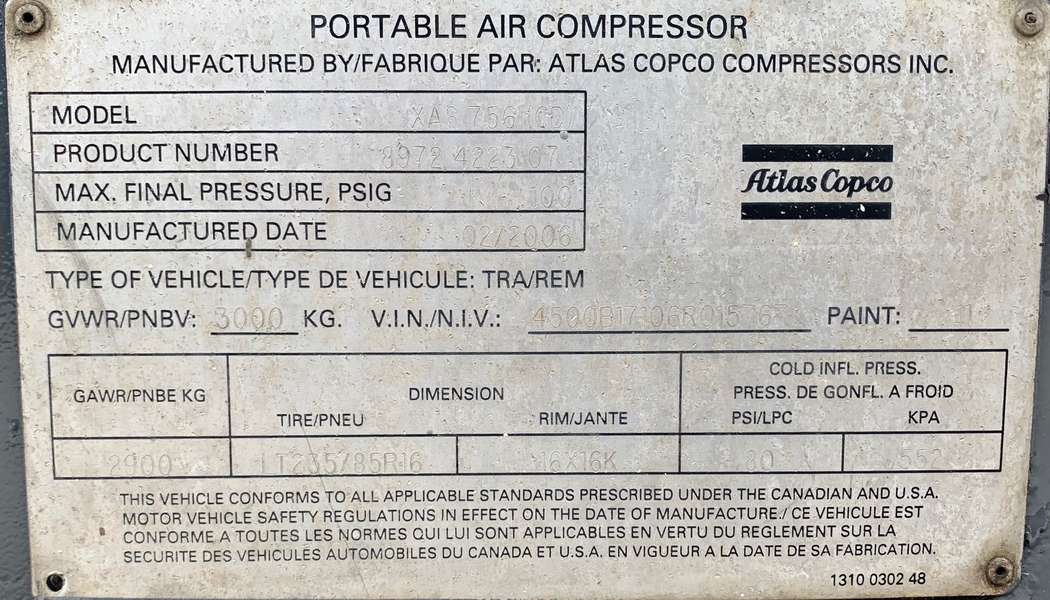 PORTABLE AIR COMPRESSOR
MANUFACTURED BY/FABRIQUE PAR: ATLAS COPCO COMPRESSORS INC.
MODEL
PRODUCT NUMBER 8972 4223 07
MAX. FINAL PRESSURE, PSIG 100
MANUFACTURED DATE 02/2006
Atlas Copco
TYPE OF VEHICLE/TYPE DE VEHICULE: TRA/REM
GVWR/PNBV: 3000 KG. V.I.N./N.I.V.: PAINT:
GAWR/PNBE KG DIMENSION COLD INFL. PRESS.
PRESS. DE GONFL. A FROID
TIRE/PNEU RIM/JANTE PSI/LPC KPA
2900 LT235/85R16 16X16K 552
THIS VEHICLE CONFORMS TO ALL APPLICABLE STANDARDS PRESCRIBED UNDER THE CANADIAN AND U.S.A.
MOTOR VEHICLE SAFETY REGULATIONS IN EFFECT ON THE DATE OF MANUFACTURE./ CE VEHICULE EST
CONFORME A TOUTES LES NORMES QUI LUI SONT APPLICABLES EN VERTU DU REGLEMENT SUR LA
SECURITE DES VEHICULES AUTOMOBILES DU CANADA ET U.S.A. EN VIGUEUR A LA DATE DE SA FABRICATION.
1310 0302 48